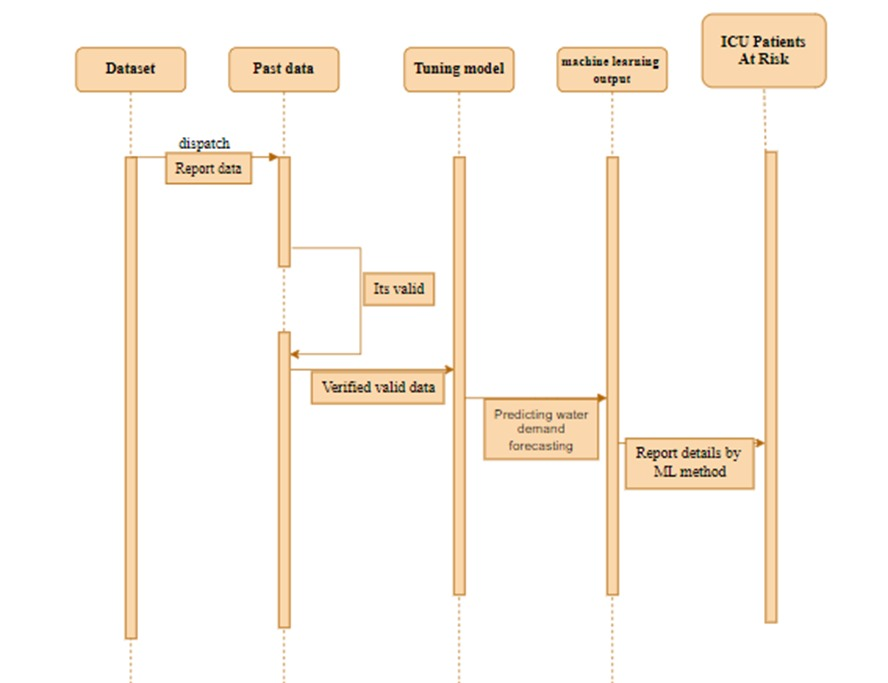 Dataset
Past data
Tuning model
machine learning
output
ICU Patients
At Risk
dispatch
Report data
Its valid
Verified valid data
Predicting water
demand
forecasting
Report details by
ML method